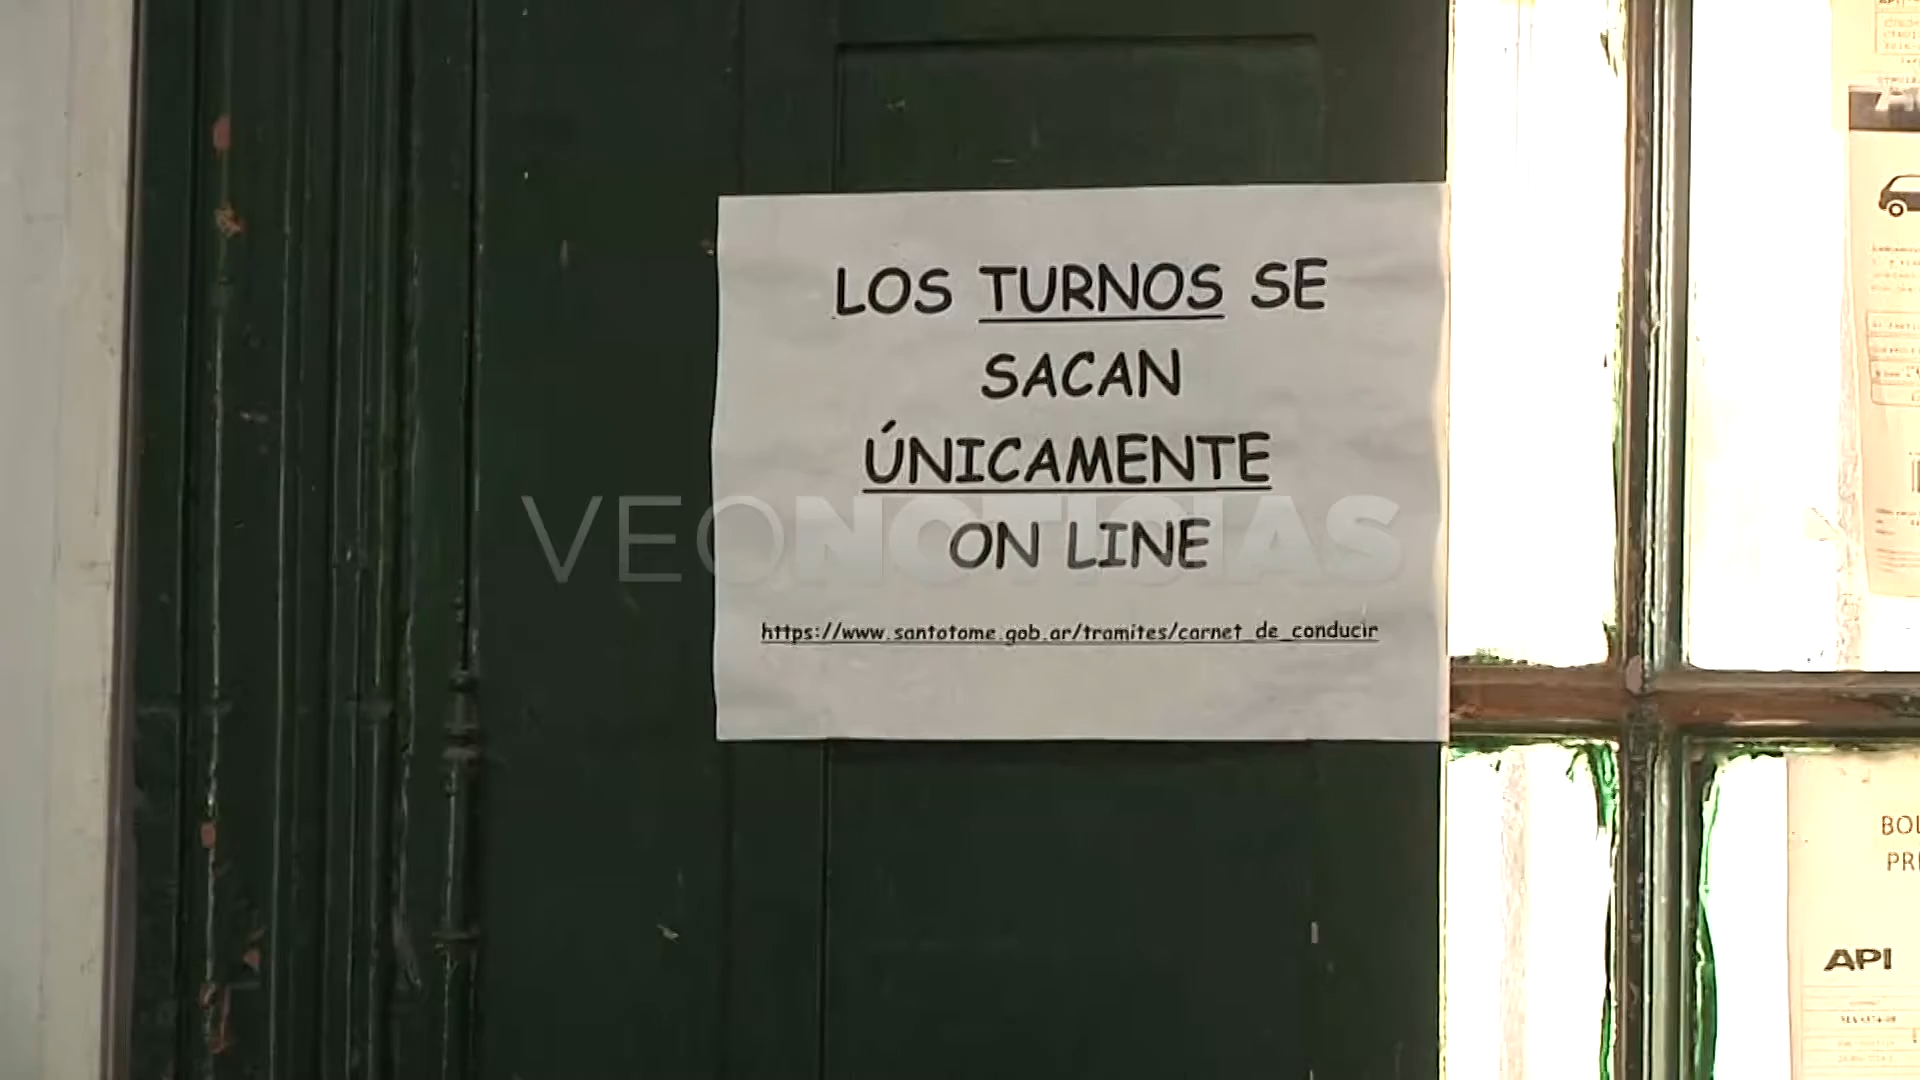 LOS TURNOS SE
SACAN
ÚNICAMENTE
ON LINE
https://www.santotome.gob.ar/tramites/carnet_de_conducir
VEONOTICIAS
API